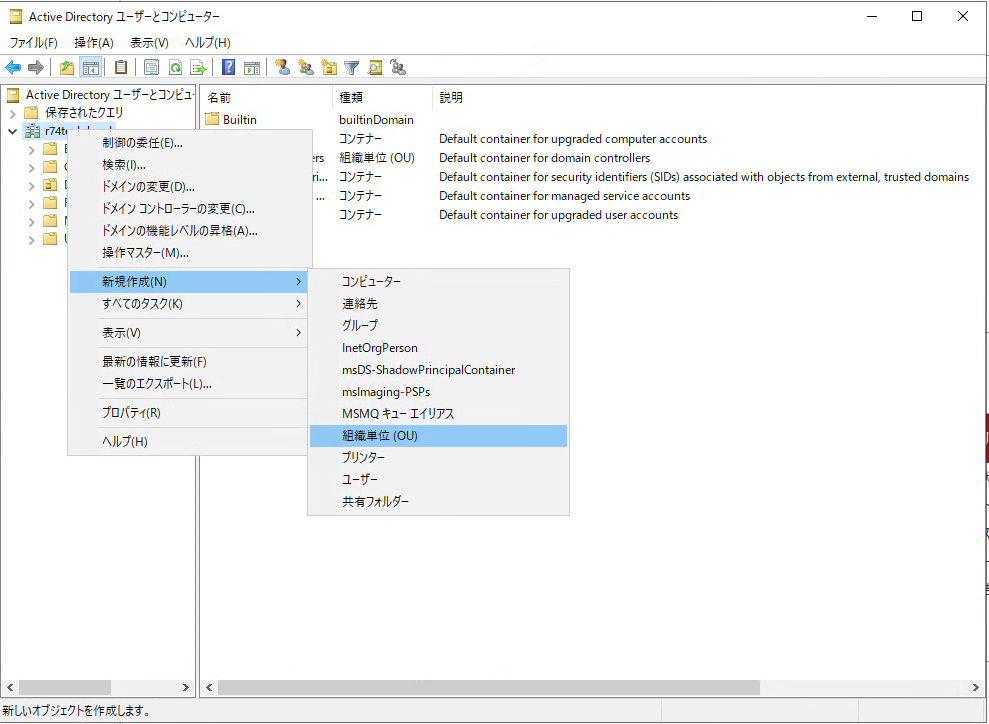 Active Directory ユーザーとコンピューター
ファイル(F) 操作(A) 表示(V) ヘルプ(H)
Active Directory ユーザーとコンピュ
保存されたクエリ
名前 種類 説明
Builtin builtinDomain
コンテナー Default container for upgraded computer accounts
ers 組織単位 (OU) Default container for domain controllers
ri... コンテナー Default container for security identifiers (SIDs) associated with objects from external, trusted domains
... コンテナー Default container for managed service accounts
コンテナー Default container for upgraded user accounts
制御の委任(E)...
検索(I)...
ドメインの変更(D)...
ドメイン コントローラーの変更(C)...
ドメインの機能レベルの昇格(A)...
操作マスター(M)...
新規作成(N)
すべてのタスク(K)
表示(V)
最新の情報に更新(F)
一覧のエクスポート(L)...
プロパティ(R)
ヘルプ(H)
コンピューター
連絡先
グループ
InetOrgPerson
msDS-ShadowPrincipalContainer
msImaging-PSPs
MSMQ キュー エイリアス
組織単位 (OU)
プリンター
ユーザー
共有フォルダー
新しいオブジェクトを作成します。